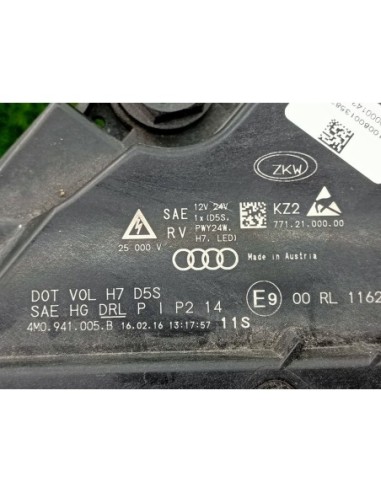 ZKW
SAE 12V 24V KZ2
1x(D5S,
RV PWY24W, 771.21.000.00
25 000 V H7, LED)
Made in Austria
DOT VOL H7 D5S
SAE HG DRL P I P2 14 E9 00 RL 1162
4M0.941.005.B 16.02.16 13:17:57 11S